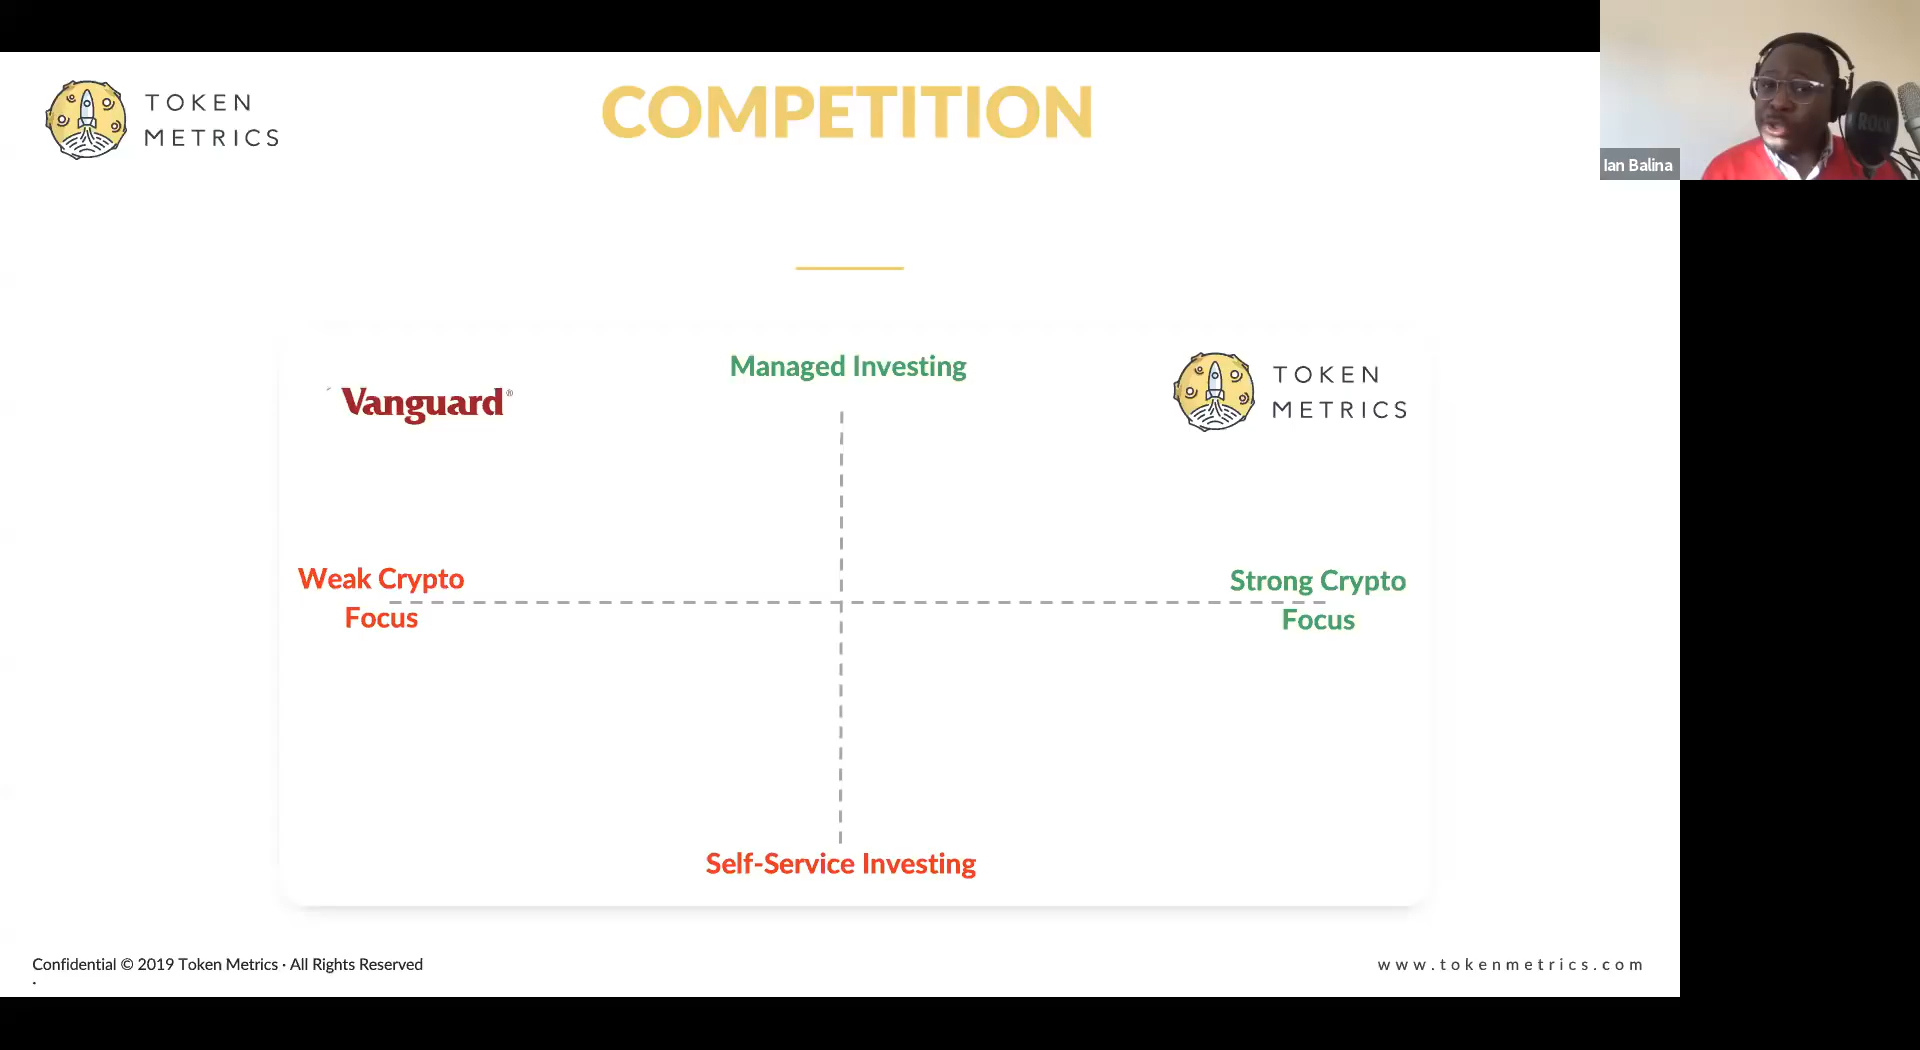 TOKEN
METRICS
COMPETITION
Ian Balina
ROCK
Managed Investing
Vanguard®
TOKEN
METRICS
Weak Crypto
Focus
Strong Crypto
Focus
Self-Service Investing
Confidential © 2019 Token Metrics · All Rights Reserved
.
www.tokenmetrics.com